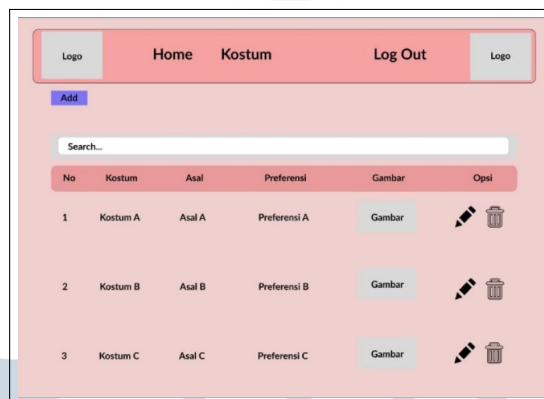 Logo Home Kostum Log Out Logo
Add
Search...
No Kostum Asal Preferensi Gambar Opsi
1 Kostum A Asal A Preferensi A Gambar
2 Kostum B Asal B Preferensi B Gambar
3 Kostum C Asal C Preferensi C Gambar